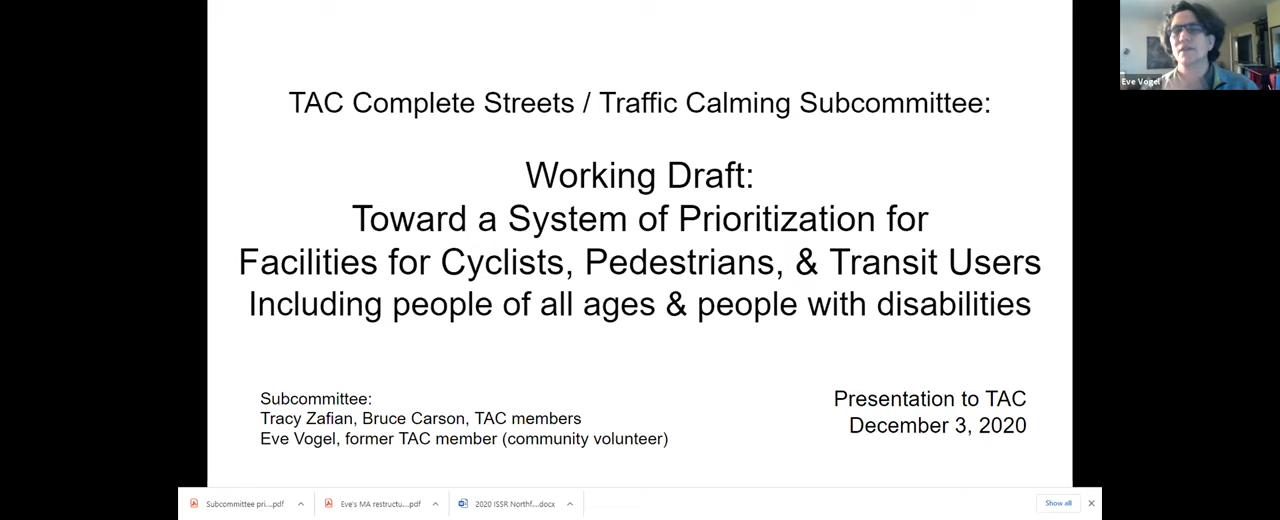 TAC Complete Streets / Traffic Calming Subcommittee:
Working Draft:
Toward a System of Prioritization for
Facilities for Cyclists, Pedestrians, & Transit Users
Including people of all ages & people with disabilities
Subcommittee:
Tracy Zafian, Bruce Carson, TAC members
Eve Vogel, former TAC member (community volunteer)
Presentation to TAC
December 3, 2020
Eve Vogel
Subcommittee pri....pdf
Eve's MA restructu....pdf
2020 ISSR Northf....docx
Show all